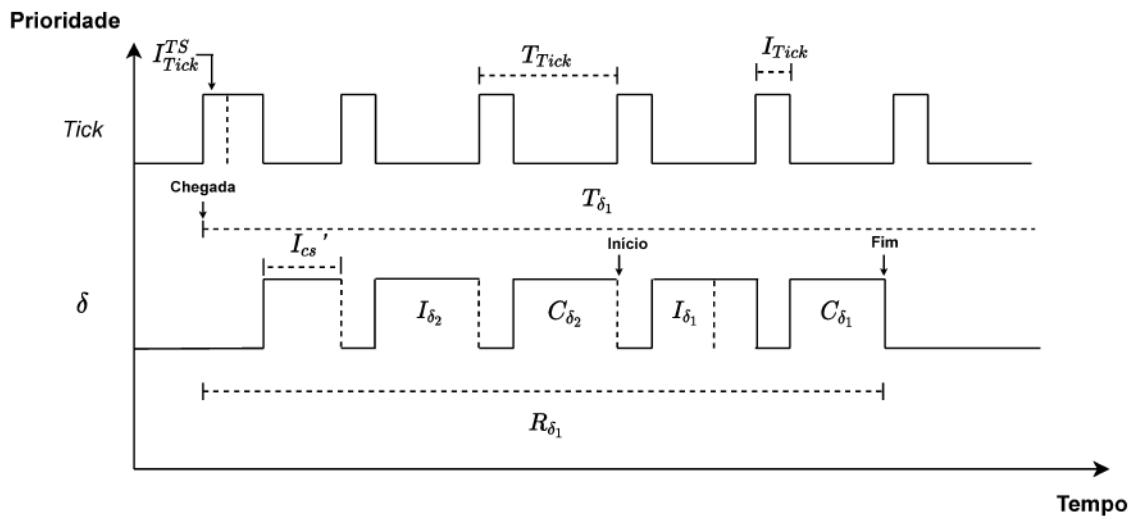 Prioridade
I_{Tick}^{TS}
T_{Tick}
I_{Tick}
Tick
Chegada
T_{δ_1}
I_{cs}'
Início
Fim
δ
I_{δ_2}
C_{δ_2}
I_{δ_1}
C_{δ_1}
R_{δ_1}
Tempo